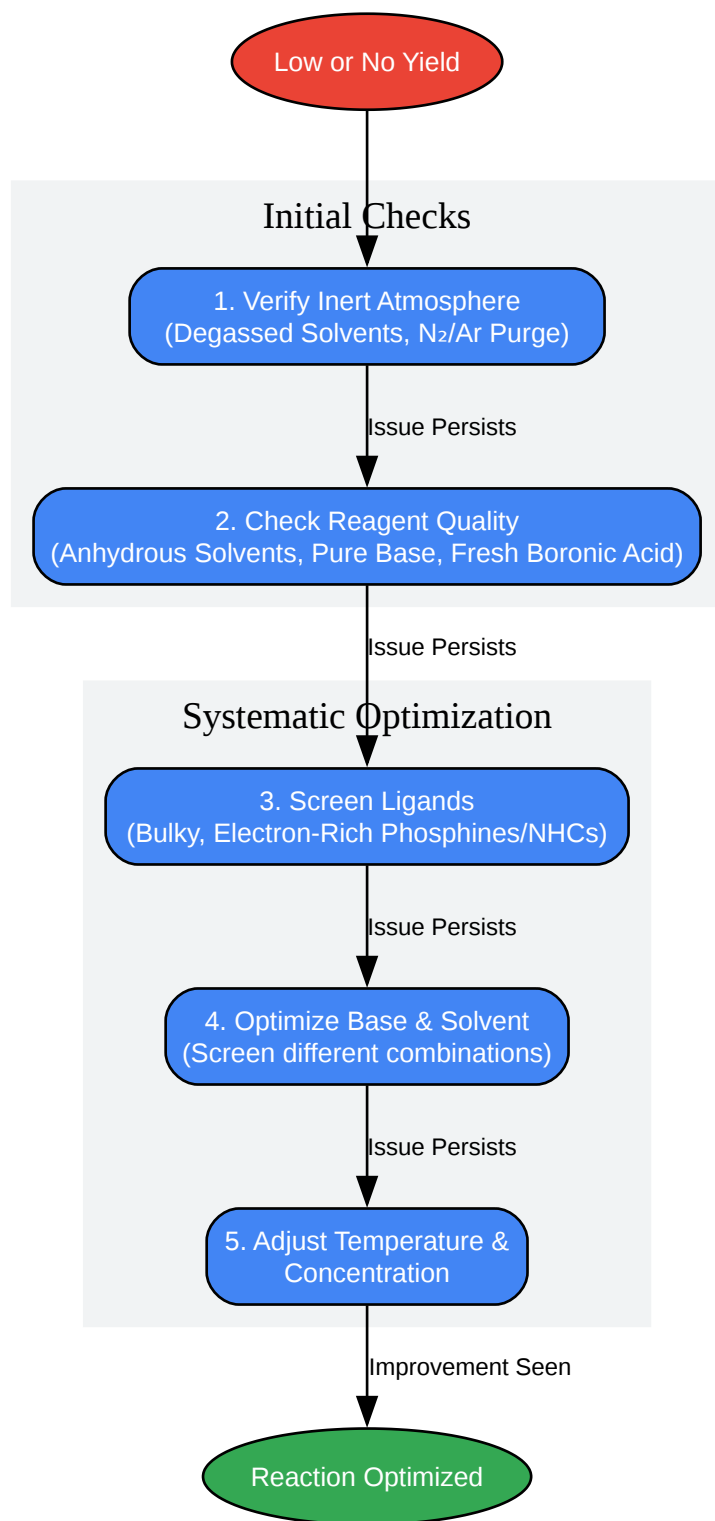 Low or No Yield
Initial Checks
1. Verify Inert Atmosphere
(Degassed Solvents, N₂/Ar Purge)
Issue Persists
2. Check Reagent Quality
(Anhydrous Solvents, Pure Base, Fresh Boronic Acid)
Issue Persists
Systematic Optimization
3. Screen Ligands
(Bulky, Electron-Rich Phosphines/NHCs)
Issue Persists
4. Optimize Base & Solvent
(Screen different combinations)
Issue Persists
5. Adjust Temperature &
Concentration
Improvement Seen
Reaction Optimized